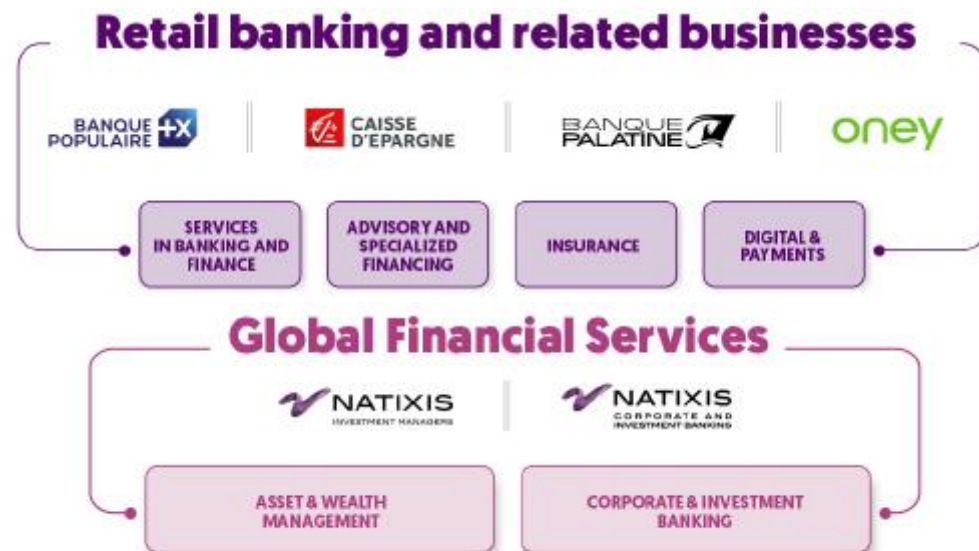 Retail banking and related businesses
BANQUE
POPULAIRE
CAISSE
D'EPARGNE
BANQUE
PALATINE
oney
SERVICES
IN BANKING AND
FINANCE
ADVISORY AND
SPECIALIZED
FINANCING
INSURANCE
DIGITAL &
PAYMENTS
Global Financial Services
NATIXIS
INVESTMENT MANAGERS
NATIXIS
CORPORATE AND
INVESTMENT BANKING
ASSET & WEALTH
MANAGEMENT
CORPORATE & INVESTMENT
BANKING